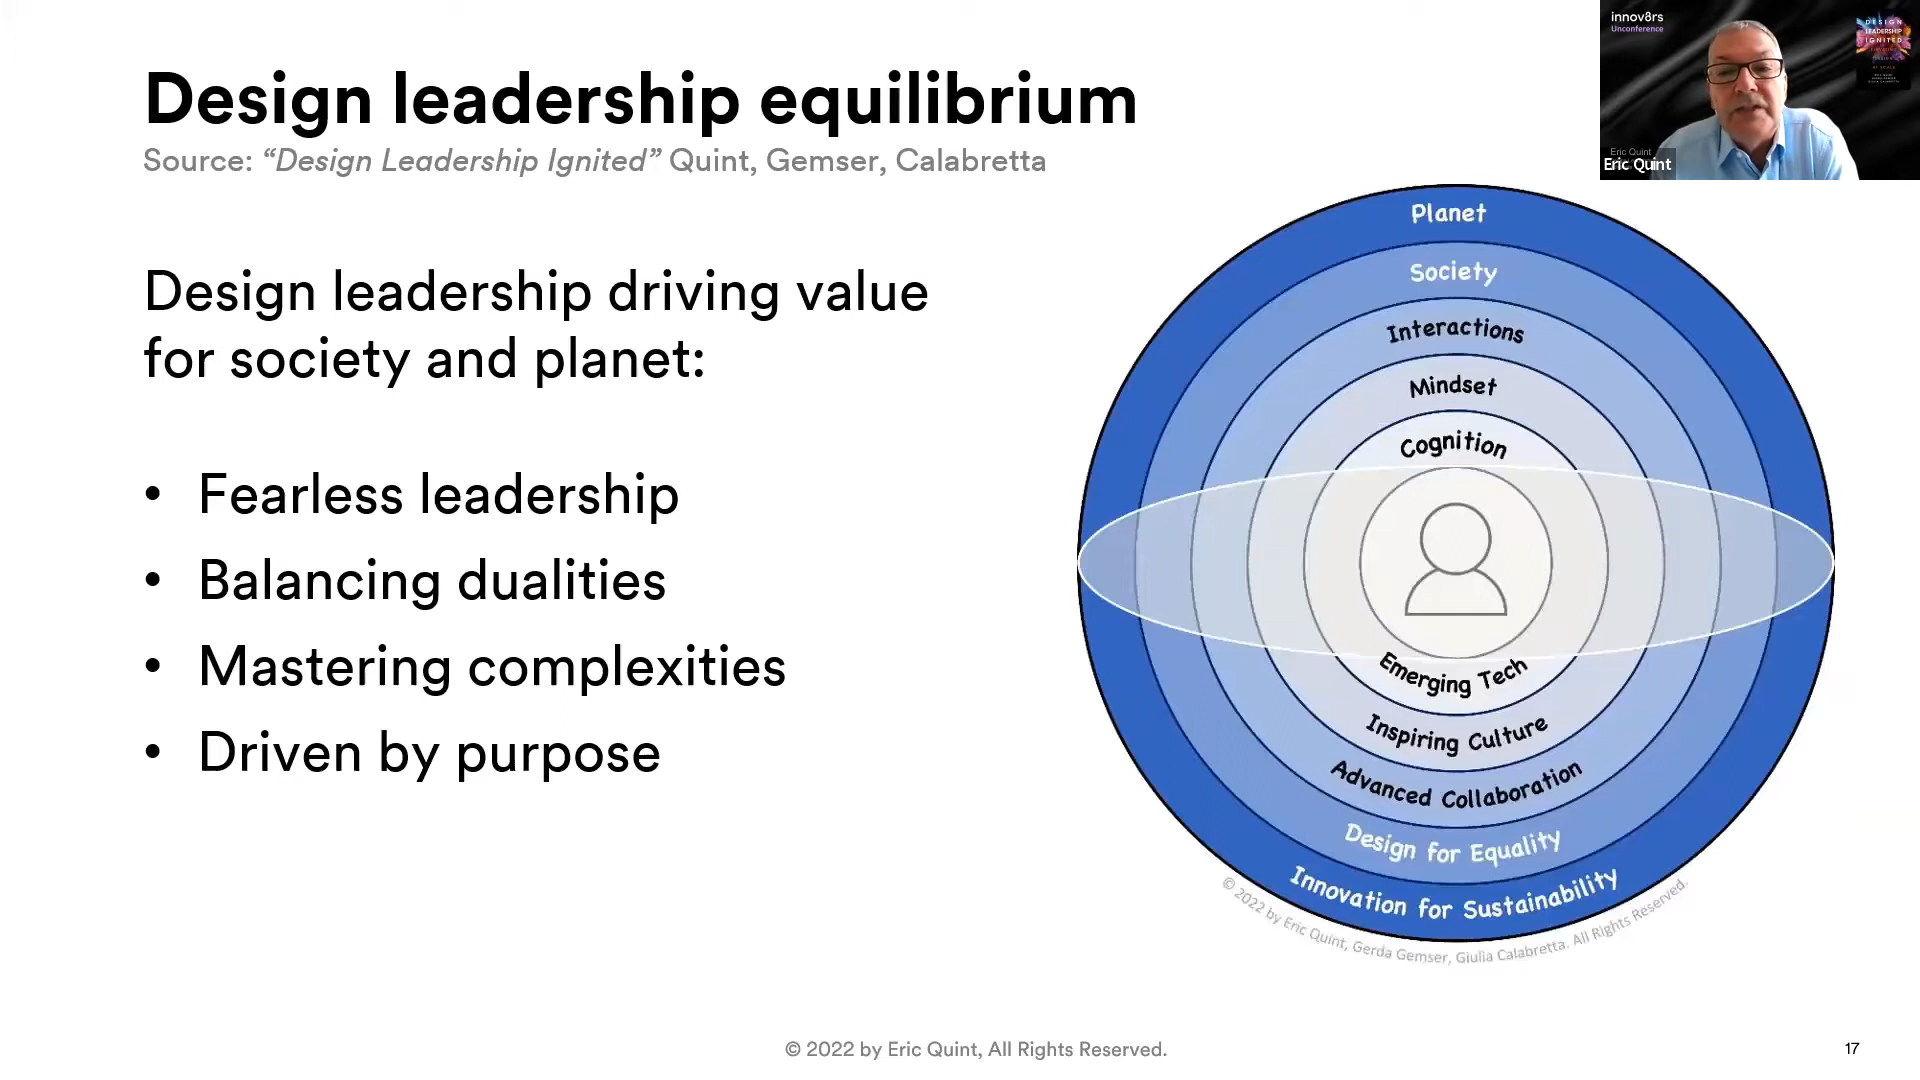 Design leadership equilibrium
Source: “Design Leadership Ignited” Quint, Gemser, Calabretta
Design leadership driving value
for society and planet:
• Fearless leadership
• Balancing dualities
• Mastering complexities
• Driven by purpose
innov8rs
Unconference
DESIGN
LEADERSHIP
IGNITED
Eric Quint
Eric Quint
Planet
Society
Interactions
Mindset
Cognition
Emerging Tech
Inspiring Culture
Advanced Collaboration
Design for Equality
Innovation for Sustainability
© 2022 by Eric Quint, Gerda Gemser, Giulia Calabretta. All Rights Reserved.
© 2022 by Eric Quint, All Rights Reserved.
17